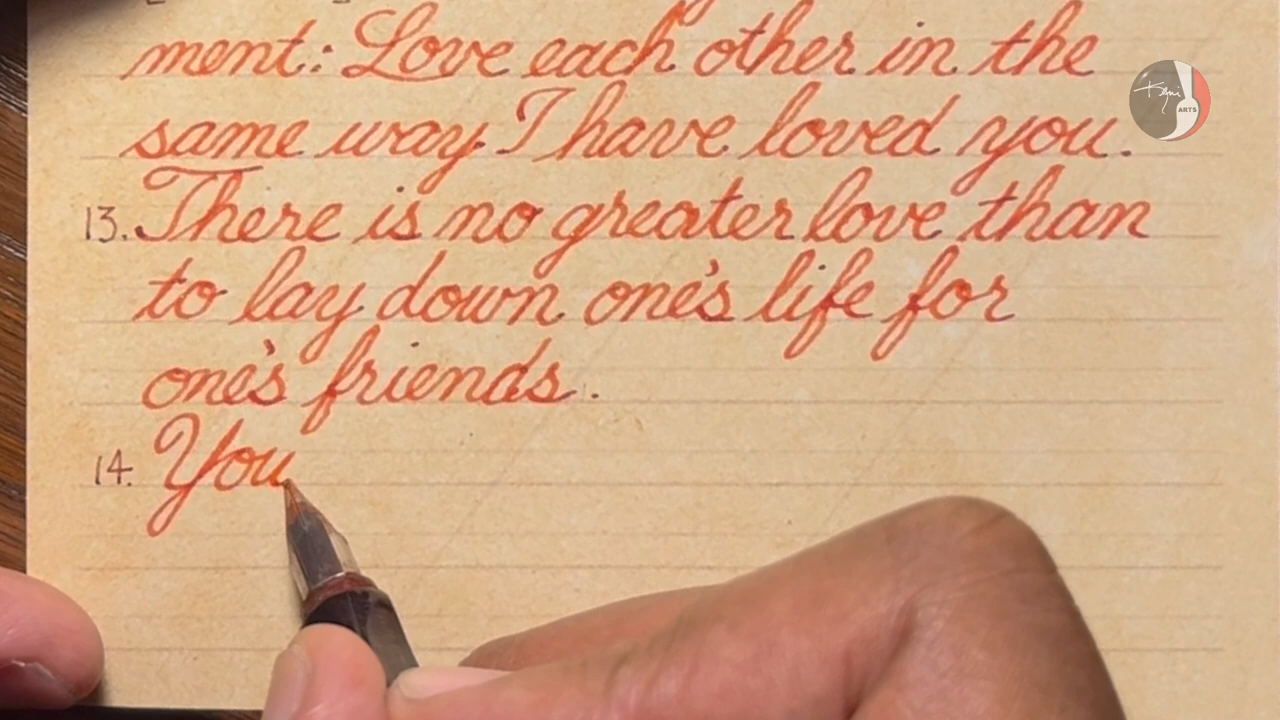 ment: Love each other in the
same way I have loved you.
13. There is no greater love than
to lay down one's life for
one's friends.
14. You
ARTS